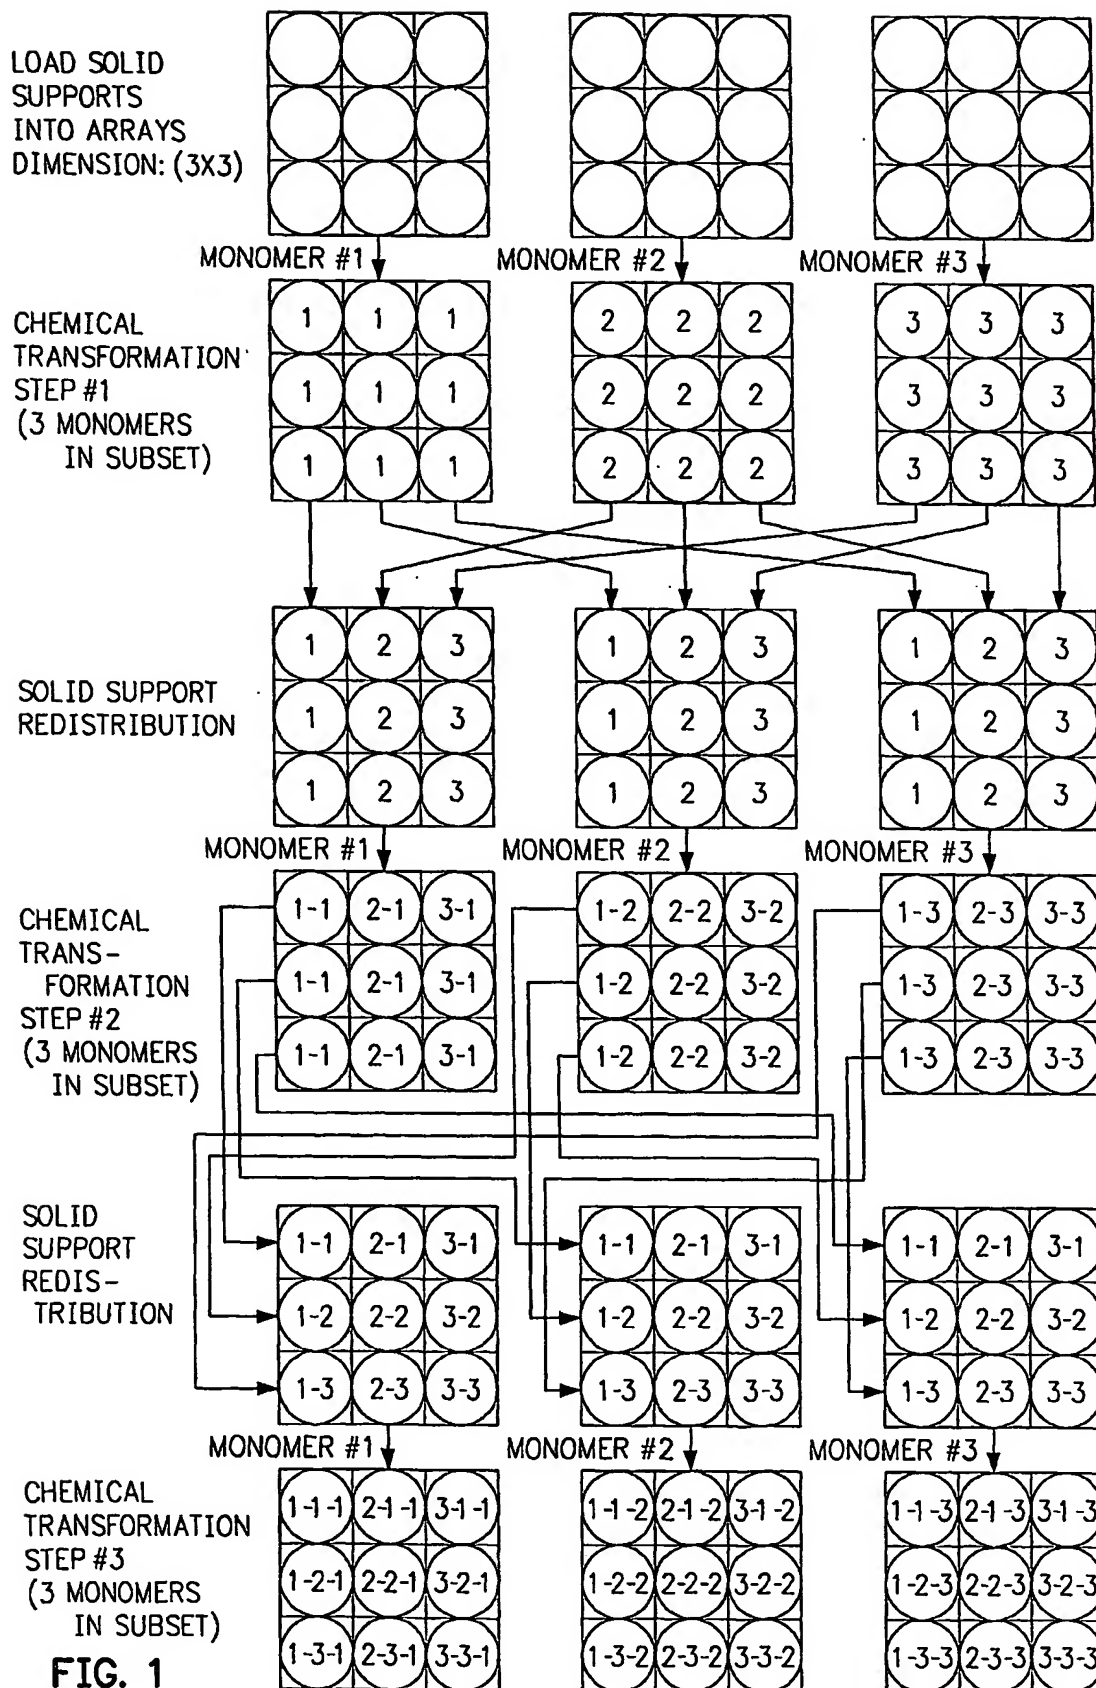 LOAD SOLID
SUPPORTS
INTO ARRAYS
DIMENSION: (3X3)
MONOMER #1
MONOMER #2
MONOMER #3
CHEMICAL
TRANSFORMATION
STEP #1
(3 MONOMERS
IN SUBSET)
1 1 1 2 2 2 3 3 3
1 1 1 2 2 2 3 3 3
1 1 1 2 2 2 3 3 3
SOLID SUPPORT
REDISTRIBUTION
1 2 3 1 2 3 1 2 3
1 2 3 1 2 3 1 2 3
1 2 3 1 2 3 1 2 3
MONOMER #1
MONOMER #2
MONOMER #3
CHEMICAL
TRANS-
FORMATION
STEP #2
(3 MONOMERS
IN SUBSET)
1-1 2-1 3-1 1-2 2-2 3-2 1-3 2-3 3-3
1-1 2-1 3-1 1-2 2-2 3-2 1-3 2-3 3-3
1-1 2-1 3-1 1-2 2-2 3-2 1-3 2-3 3-3
SOLID
SUPPORT
REDIS-
TRIBUTION
1-1 2-1 3-1 1-1 2-1 3-1 1-1 2-1 3-1
1-2 2-2 3-2 1-2 2-2 3-2 1-2 2-2 3-2
1-3 2-3 3-3 1-3 2-3 3-3 1-3 2-3 3-3
MONOMER #1
MONOMER #2
MONOMER #3
CHEMICAL
TRANSFORMATION
STEP #3
(3 MONOMERS
IN SUBSET)
1-1-1 2-1-1 3-1-1 1-1-2 2-1-2 3-1-2 1-1-3 2-1-3 3-1-3
1-2-1 2-2-1 3-2-1 1-2-2 2-2-2 3-2-2 1-2-3 2-2-3 3-2-3
1-3-1 2-3-1 3-3-1 1-3-2 2-3-2 3-3-2 1-3-3 2-3-3 3-3-3
FIG. 1